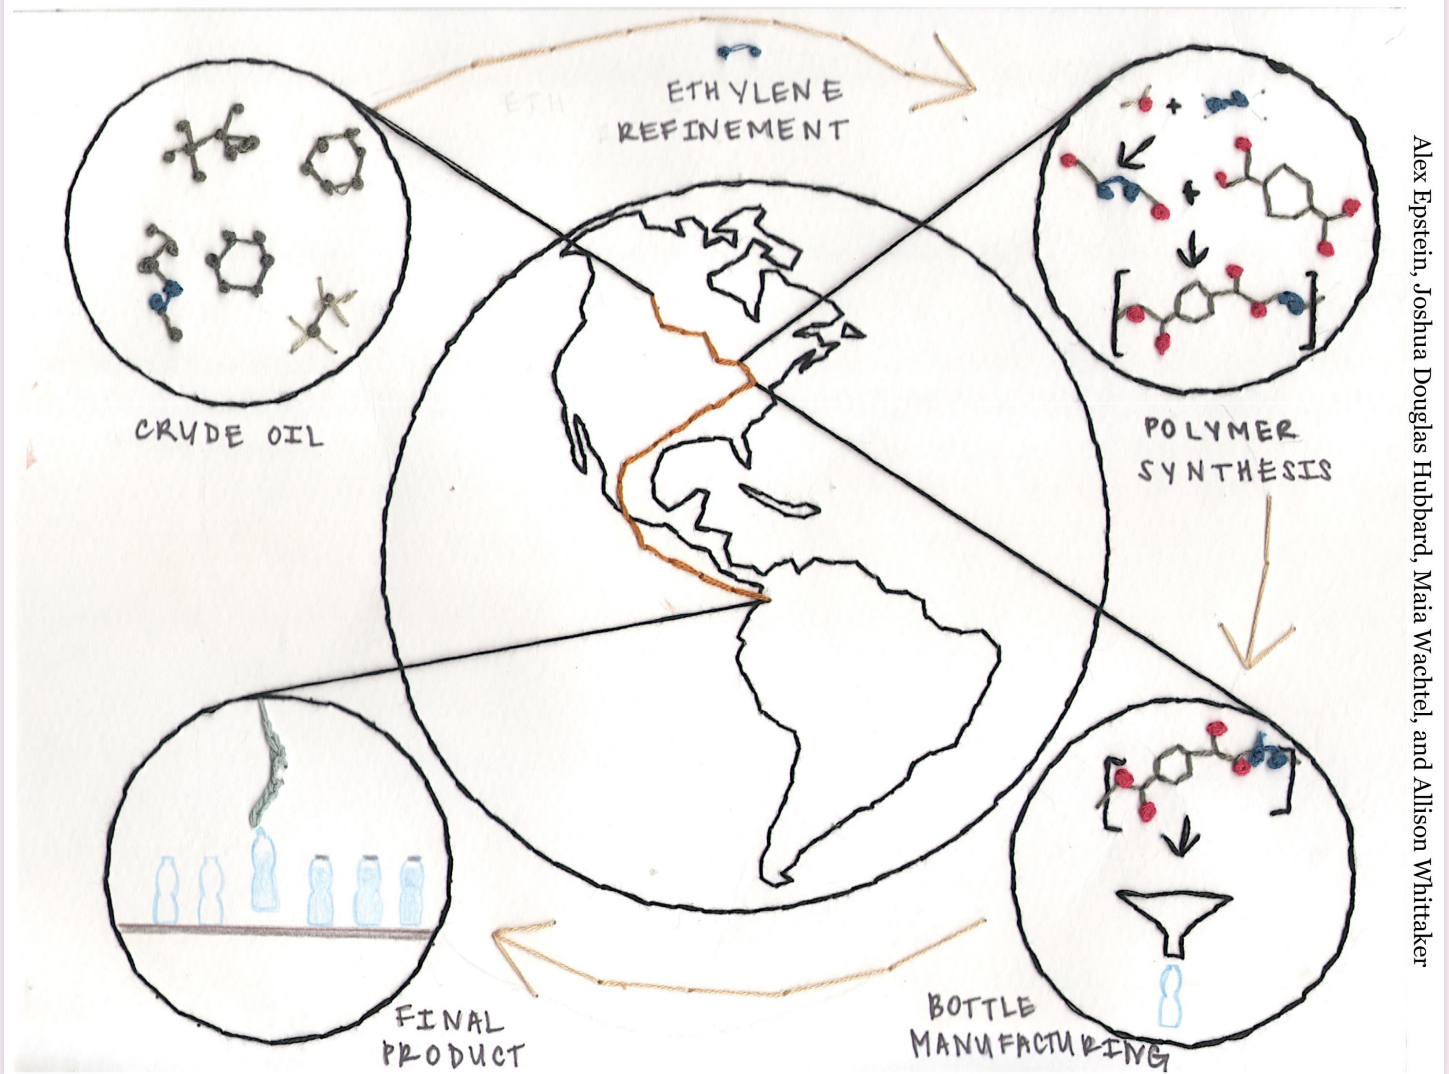 ETHYLENE
REFINEMENT
+
+
CRUDE OIL
POLYMER
SYNTHESIS
FINAL
PRODUCT
BOTTLE
MANUFACTURING
Alex Epstein, Joshua Douglas Hubbard, Maia Wachtel, and Allison Whittaker